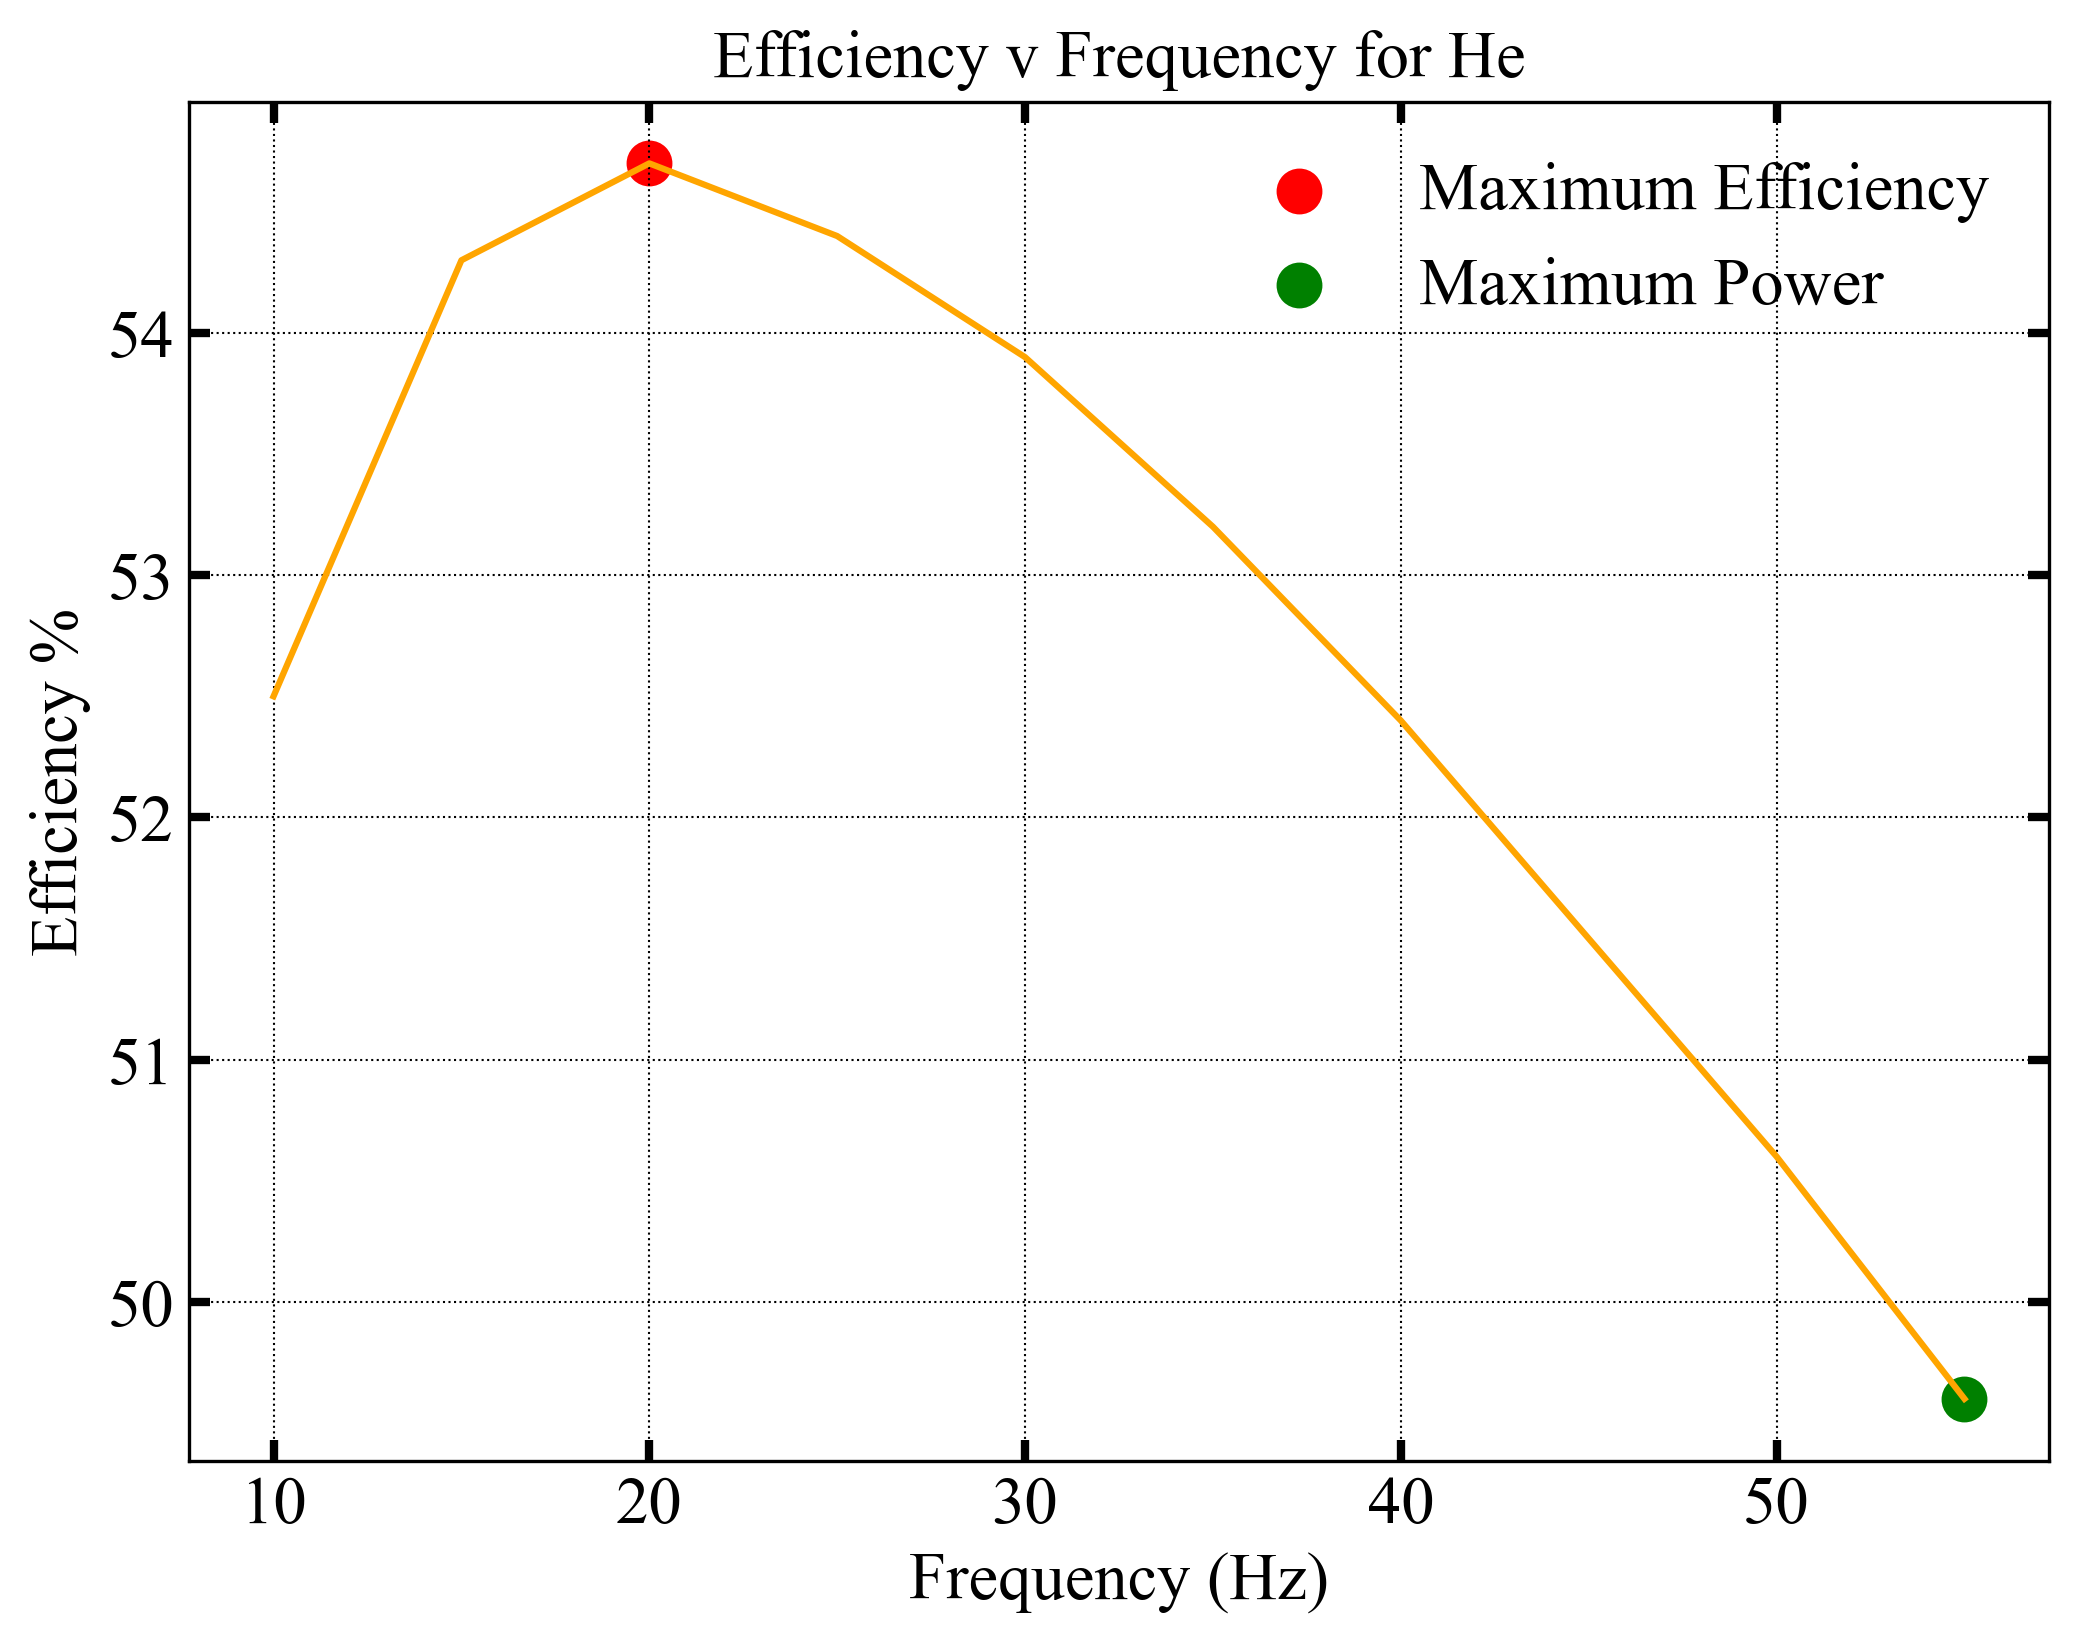 Efficiency v Frequency for He
Maximum Efficiency
Maximum Power
54
53
52
51
50
Efficiency %
10 20 30 40 50
Frequency (Hz)